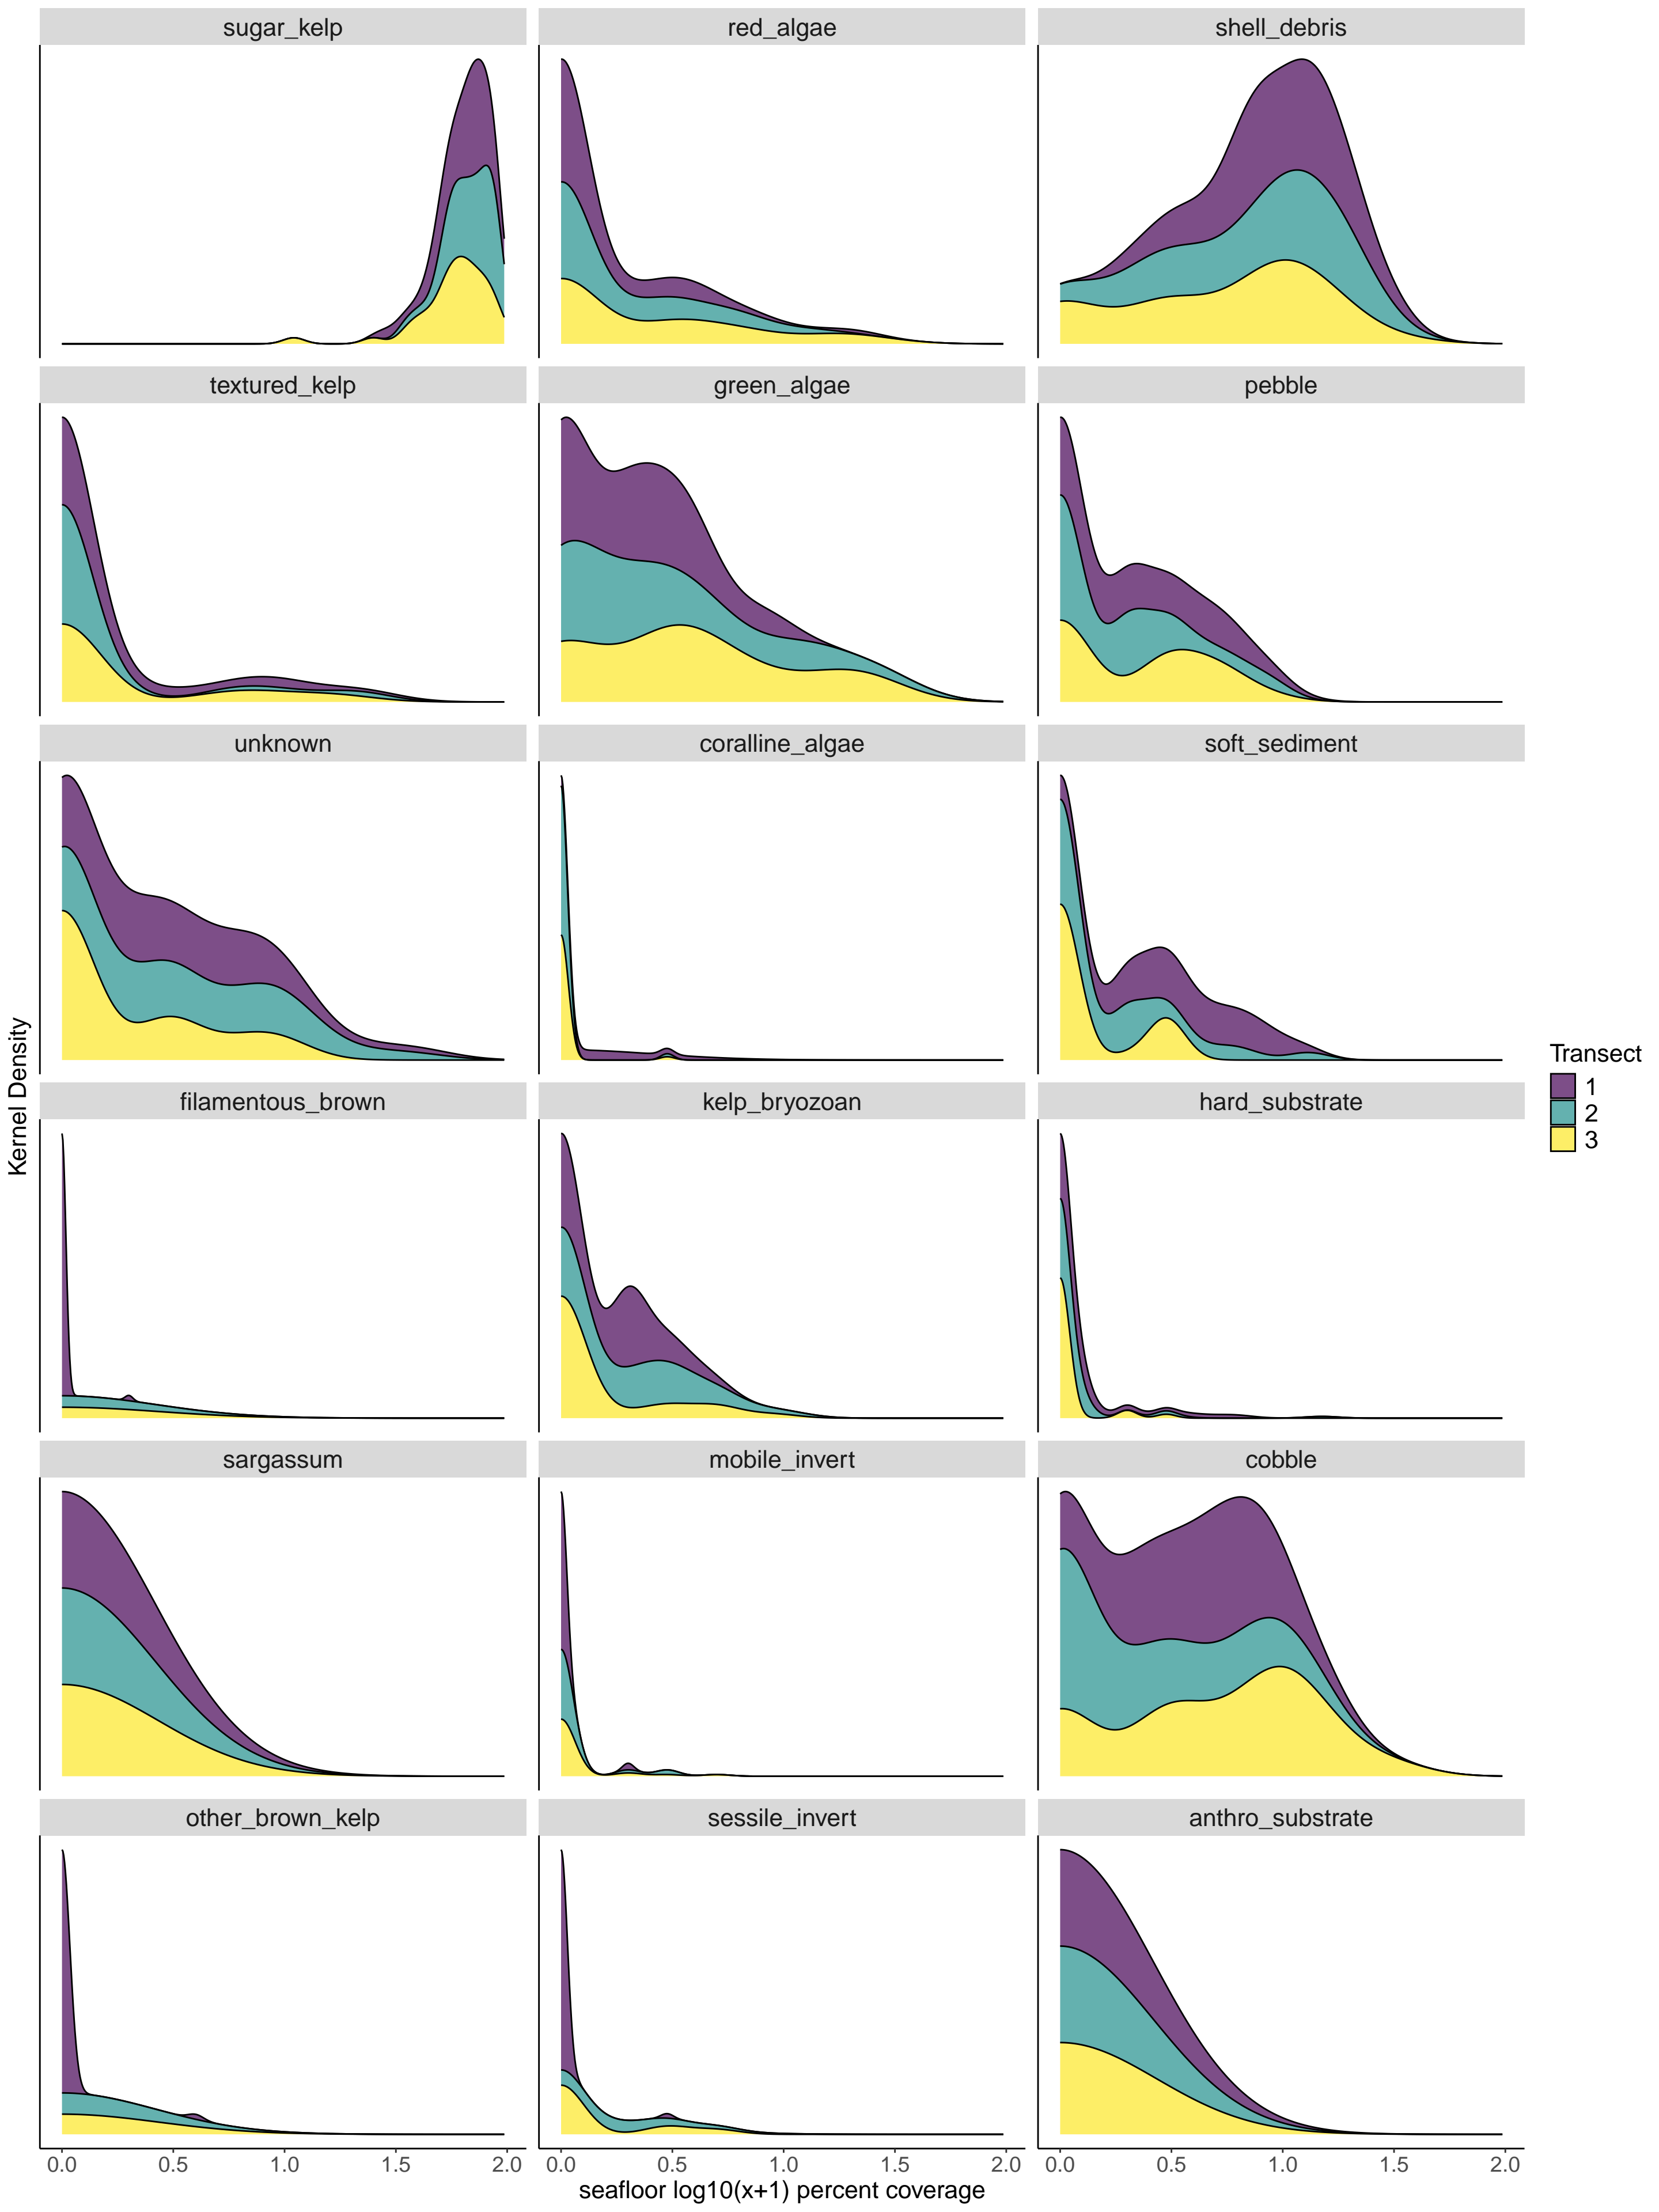 sugar_kelp red_algae shell_debris
textured_kelp green_algae pebble
unknown coralline_algae soft_sediment
filamentous_brown kelp_bryozoan hard_substrate
sargassum mobile_invert cobble
other_brown_kelp sessile_invert anthro_substrate
Kernel Density
Transect
1
2
3
0.0 0.5 1.0 1.5 2.0 0.0 0.5 1.0 1.5 2.0 0.0 0.5 1.0 1.5 2.0
seafloor log10(x+1) percent coverage